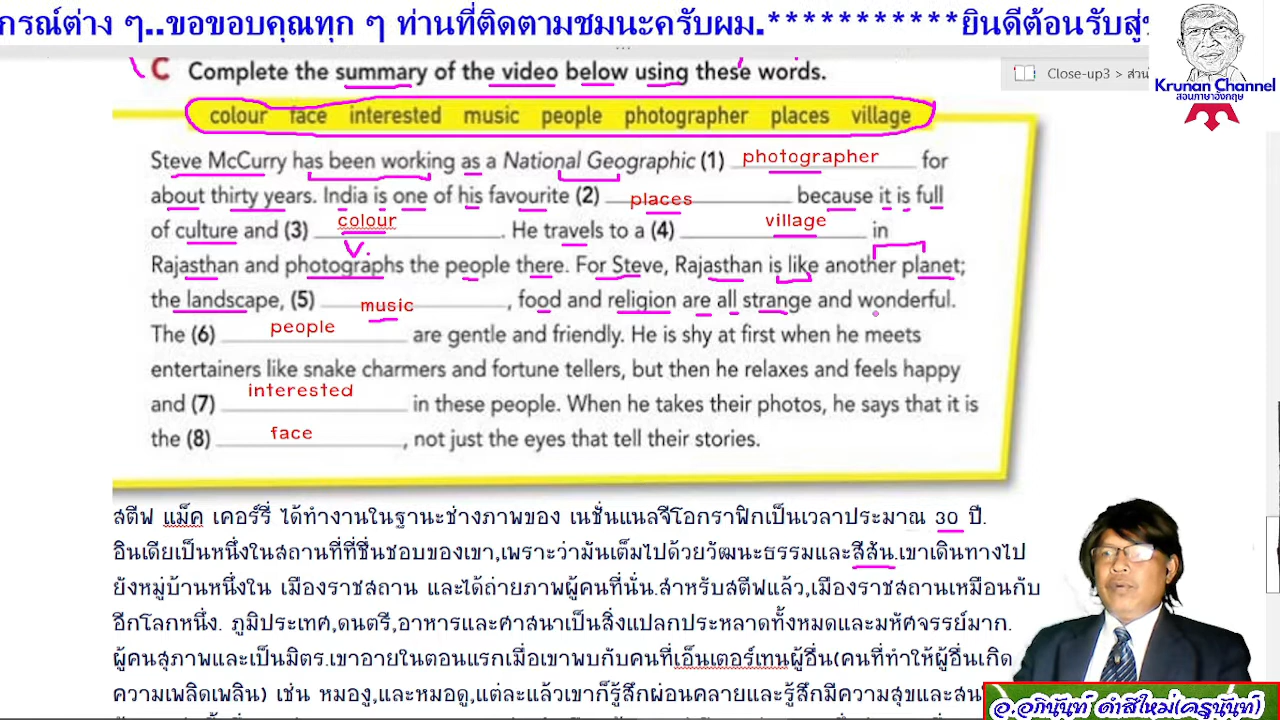 กรณ์ต่าง ๆ..ขอขอบคุณทุก ๆ ท่านที่ติดตามชมนะครับผม.***********ยินดีต้อนรับสู่
C Complete the summary of the video below using these words.
Close-up3 > ส่วน
Krunan Channel
สอนภาษาอังกฤษ
colour face interested music people photographer places village
Steve McCurry has been working as a National Geographic (1) photographer for
about thirty years. India is one of his favourite (2) places because it is full
of culture and (3) colour. He travels to a (4) village in
Rajasthan and photographs the people there. For Steve, Rajasthan is like another planet;
the landscape, (5) music, food and religion are all strange and wonderful.
The (6) people are gentle and friendly. He is shy at first when he meets
entertainers like snake charmers and fortune tellers, but then he relaxes and feels happy
and (7) interested in these people. When he takes their photos, he says that it is
the (8) face, not just the eyes that tell their stories.
สตีฟ แม็ค เคอร์รี่ ได้ทำงานในฐานะช่างภาพของ เนชั่นแนลจีโอกราฟิกเป็นเวลาประมาณ 30 ปี.
อินเดียเป็นหนึ่งในสถานที่ที่ชื่นชอบของเขา,เพราะว่ามันเต็มไปด้วยวัฒนะธรรมและสีสัน.เขาเดินทางไป
ยังหมู่บ้านหนึ่งใน เมืองราชสถาน และได้ถ่ายภาพผู้คนที่นั่น.สำหรับสตีฟแล้ว,เมืองราชสถานเหมือนกับ
อีกโลกหนึ่ง. ภูมิประเทศ,ดนตรี,อาหารและศาสนาเป็นสิ่งแปลกประหลาดทั้งหมดและมหัศจรรย์มาก.
ผู้คนสุภาพและเป็นมิตร.เขาอายในตอนแรกเมื่อเขาพบกับคนที่เอ็นเตอร์เทนผู้อื่น(คนที่ทำให้ผู้อื่นเกิด
ความเพลิดเพลิน) เช่น หมองู,และหมอดู,แต่ละแล้วเขาก็รู้สึกผ่อนคลายและรู้สึกมีความสุขและสน
อ.อภินันท์ คำสีใหม่(ครูนันท์)